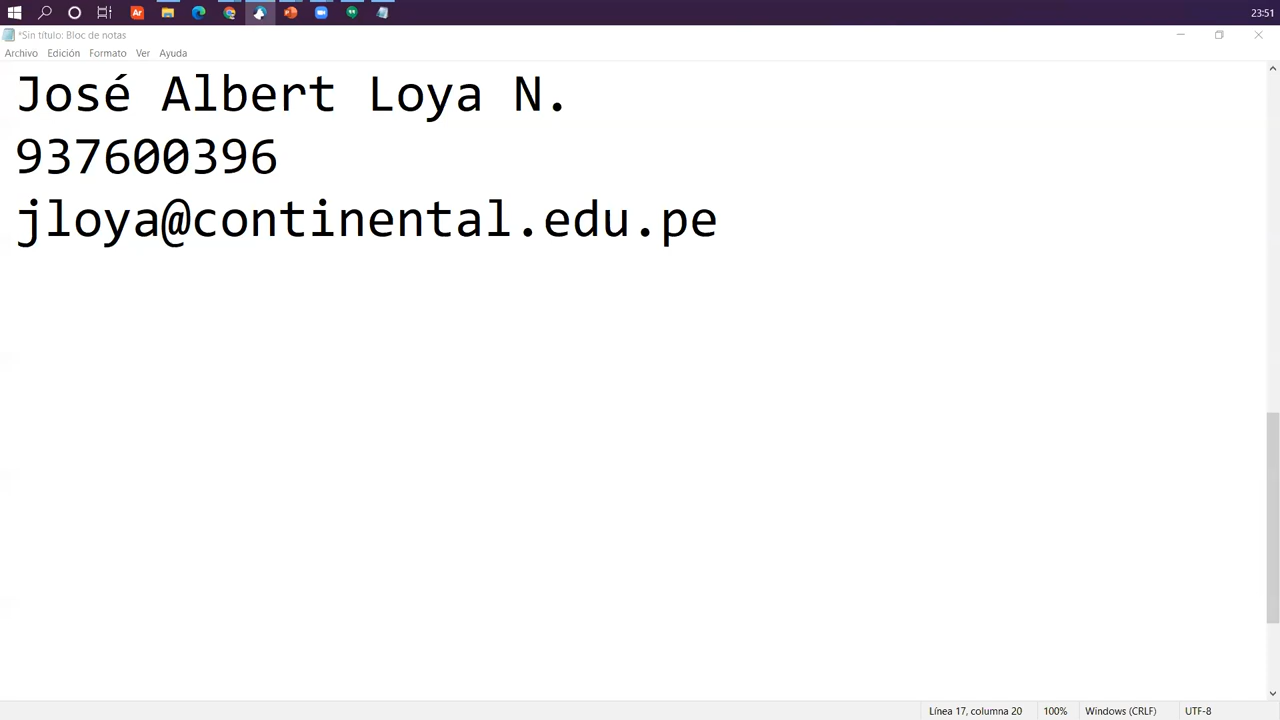 23:51
*Sin título: Bloc de notas
Archivo Edición Formato Ver Ayuda
José Albert Loya N.
937600396
jloya@continental.edu.pe
Línea 17, columna 20 100% Windows (CRLF) UTF-8